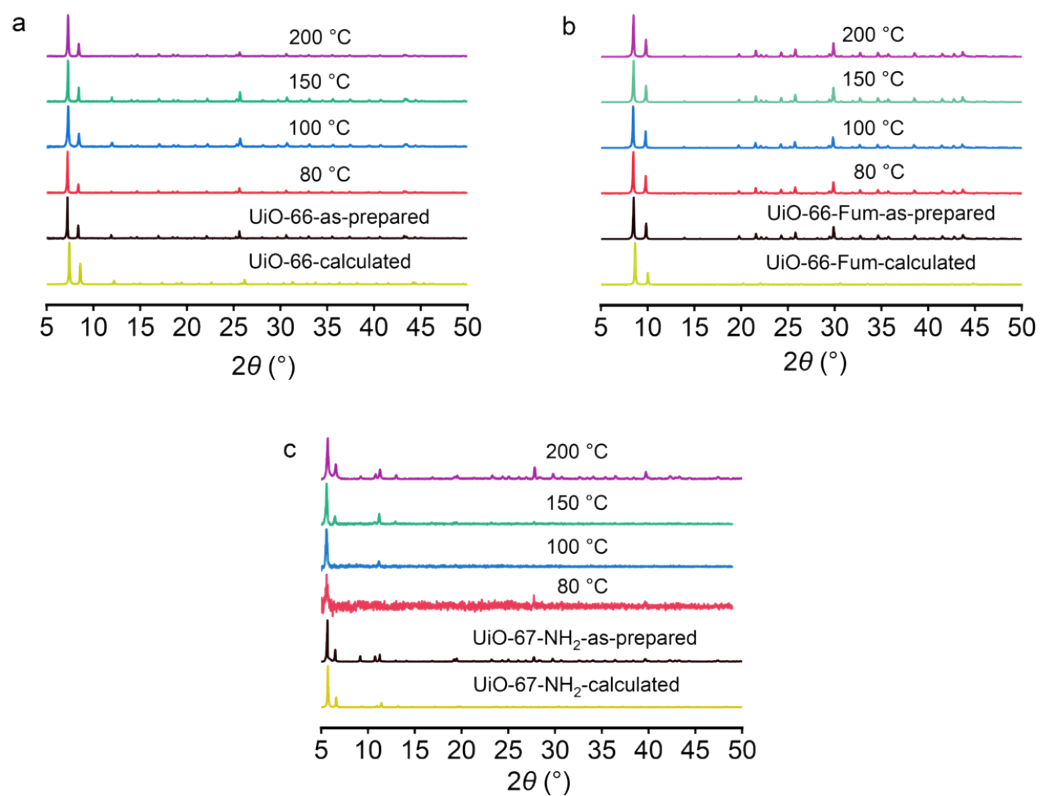 a
200 °C
150 °C
100 °C
80 °C
UiO-66-as-prepared
UiO-66-calculated
5 10 15 20 25 30 35 40 45 50
2θ (°)
b
200 °C
150 °C
100 °C
80 °C
UiO-66-Fum-as-prepared
UiO-66-Fum-calculated
5 10 15 20 25 30 35 40 45 50
2θ (°)
c
200 °C
150 °C
100 °C
80 °C
UiO-67-NH₂-as-prepared
UiO-67-NH₂-calculated
5 10 15 20 25 30 35 40 45 50
2θ (°)